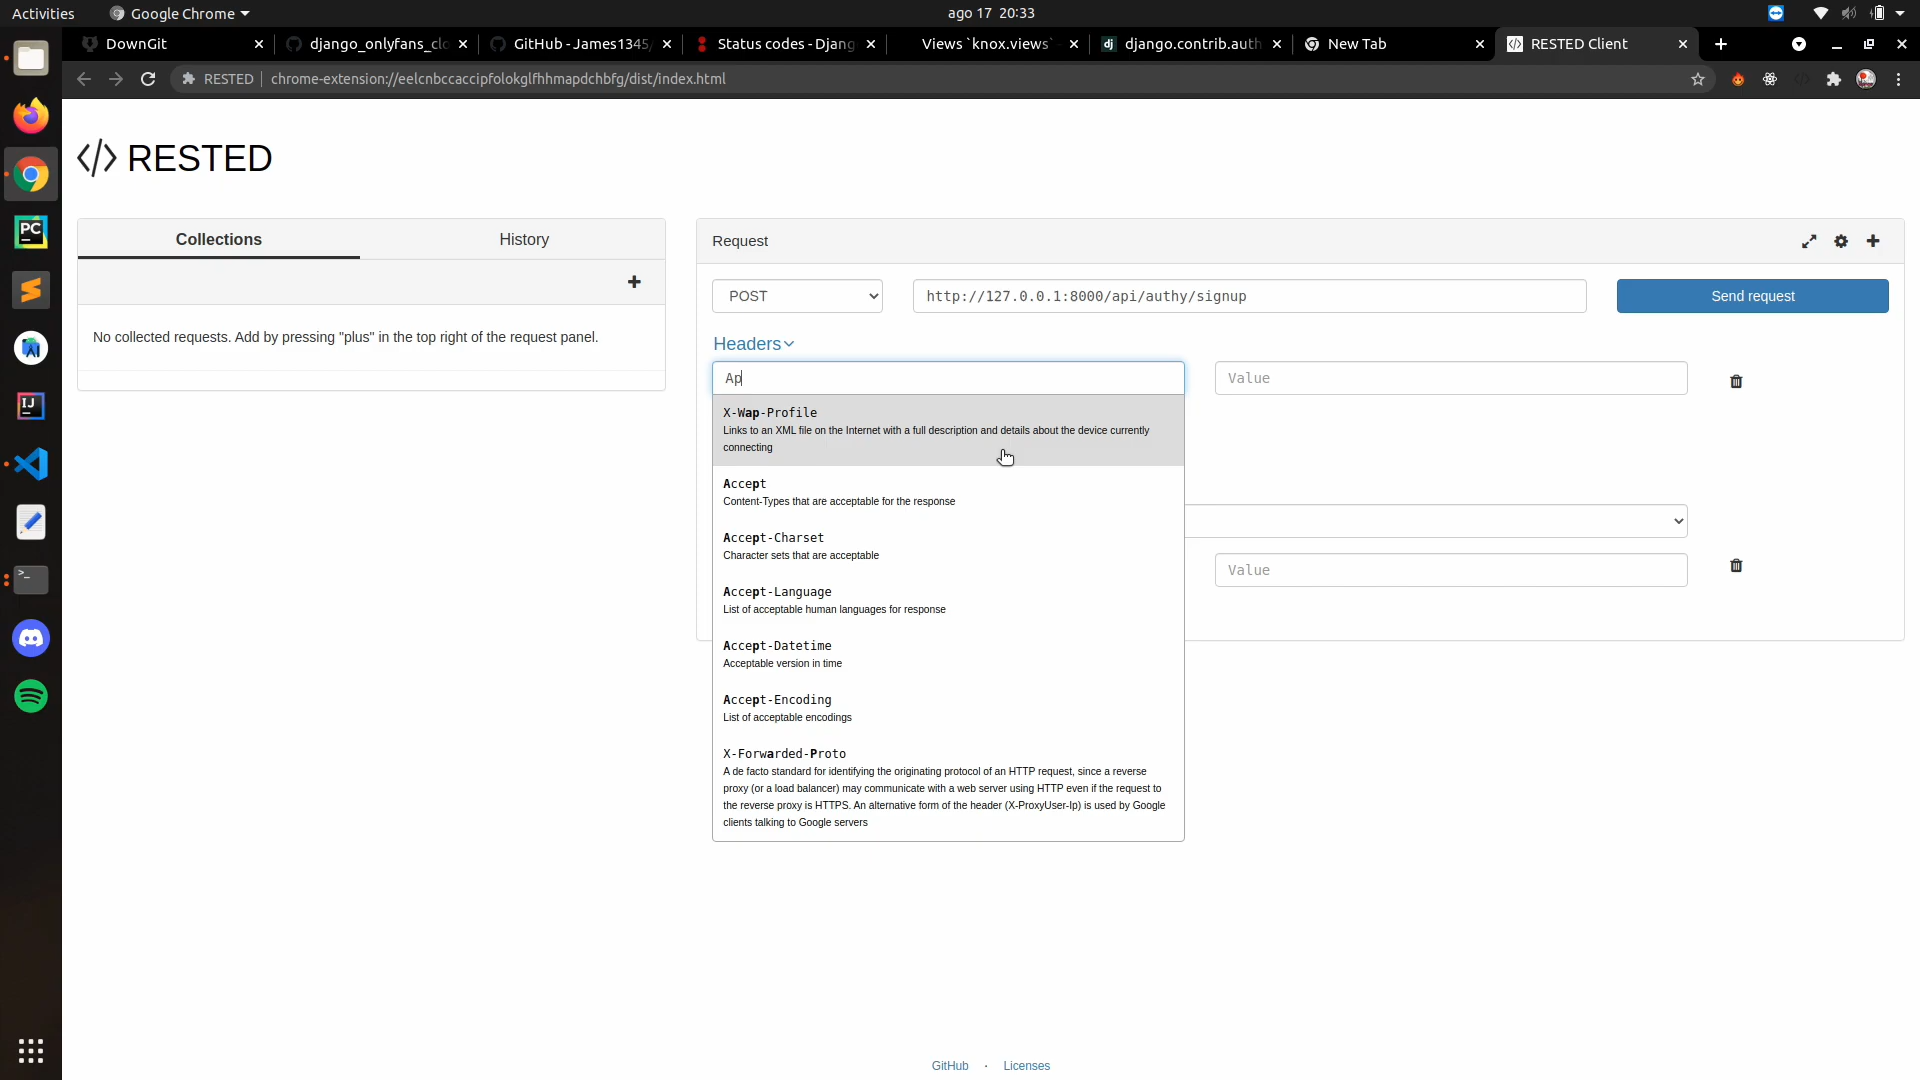 Activities
Google Chrome
ago 17 20:33
DownGit
django_onlyfans_clo
GitHub - James1345/
Status codes - Djang
Views `knox.views`
dj
django.contrib.auth
New Tab
RESTED Client
RESTED
chrome-extension://eelcnbccaccipfolokglfhhmapdchbfg/dist/index.html
PC
IJ
</> RESTED
Collections
History
No collected requests. Add by pressing "plus" in the top right of the request panel.
Request
POST
http://127.0.0.1:8000/api/authy/signup
Send request
Headers
Ap
Value
X-Wap-Profile
Links to an XML file on the Internet with a full description and details about the device currently
connecting
Accept
Content-Types that are acceptable for the response
Accept-Charset
Character sets that are acceptable
Accept-Language
List of acceptable human languages for response
Accept-Datetime
Acceptable version in time
Accept-Encoding
List of acceptable encodings
X-Forwarded-Proto
A de facto standard for identifying the originating protocol of an HTTP request, since a reverse
proxy (or a load balancer) may communicate with a web server using HTTP even if the request to
the reverse proxy is HTTPS. An alternative form of the header (X-ProxyUser-Ip) is used by Google
clients talking to Google servers
Value
GitHub · Licenses